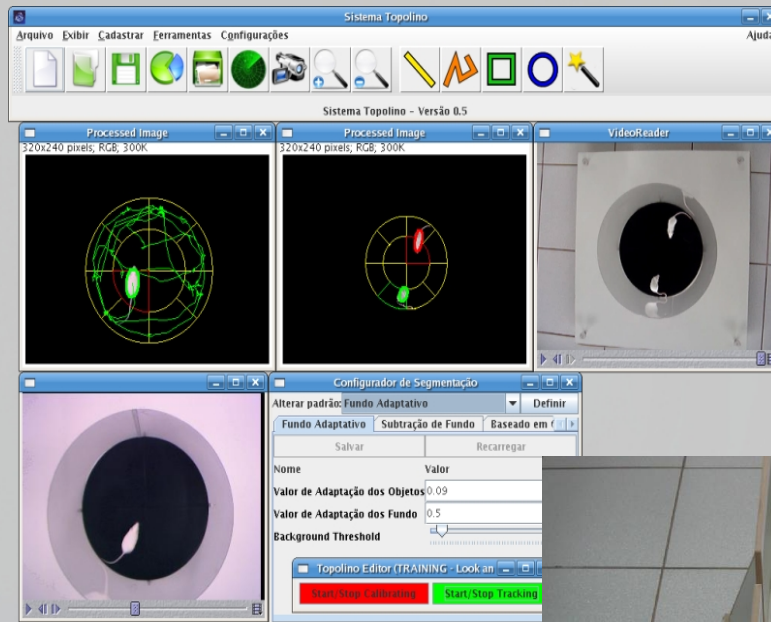 Sistema Topolino
Arquivo Exibir Cadastrar Ferramentas Configurações
Ajuda
Sistema Topolino - Versão 0.5
Processed Image
Processed Image
VideoReader
320x240 pixels; RGB; 300K
320x240 pixels; RGB; 300K
Configurador de Segmentação
Alterar padrão: Fundo Adaptativo
Definir
Fundo Adaptativo
Subtração de Fundo
Baseado em
Salvar
Recarregar
Nome
Valor
Valor de Adaptação dos Objetos 0.09
Valor de Adaptação dos Fundo 0.5
Background Threshold
Topolino Editor (TRAINING - Look an
Start/Stop Calibrating
Start/Stop Tracking